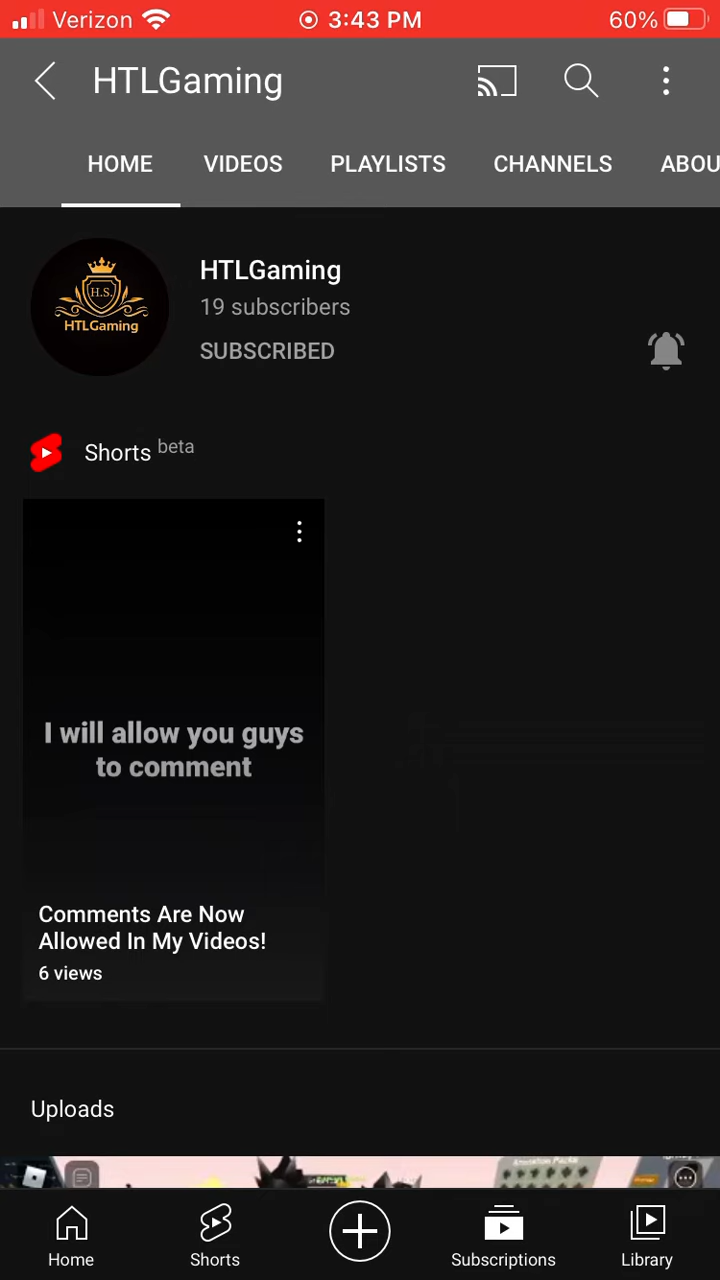 Verizon 3:43 PM 60%
HTLGaming
HOME VIDEOS PLAYLISTS CHANNELS ABOU
H.S.
HTLGaming
HTLGaming
19 subscribers
SUBSCRIBED
Shorts beta
I will allow you guys
to comment
Comments Are Now
Allowed In My Videos!
6 views
Uploads
Home Shorts Subscriptions Library